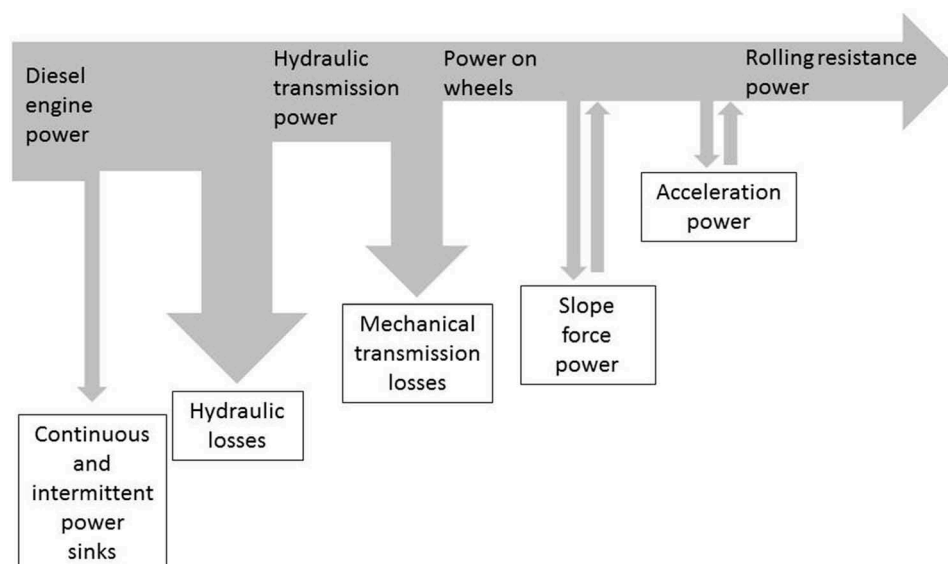 Diesel
engine
power
Hydraulic
transmission
power
Power on
wheels
Rolling resistance
power
Acceleration
power
Slope
force
power
Mechanical
transmission
losses
Hydraulic
losses
Continuous
and
intermittent
power
sinks